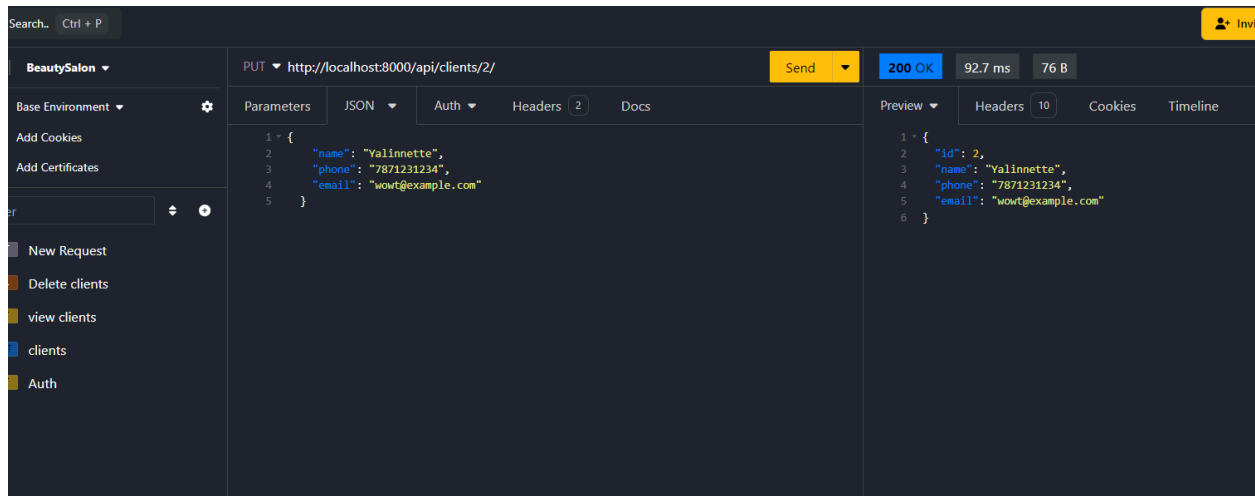 Search.. Ctrl + P
BeautySalon
PUT http://localhost:8000/api/clients/2/ Send 200 OK 92.7 ms 76 B
Base Environment
Parameters JSON Auth Headers 2 Docs
Preview Headers 10 Cookies Timeline
Add Cookies
Add Certificates
1 {
2 "name": "Yalinnette",
3 "phone": "7871231234",
4 "email": "wowt@example.com"
5 }
1 {
2 "id": 2,
3 "name": "Yalinnette",
4 "phone": "7871231234",
5 "email": "wowt@example.com"
6 }
New Request
Delete clients
view clients
clients
Auth